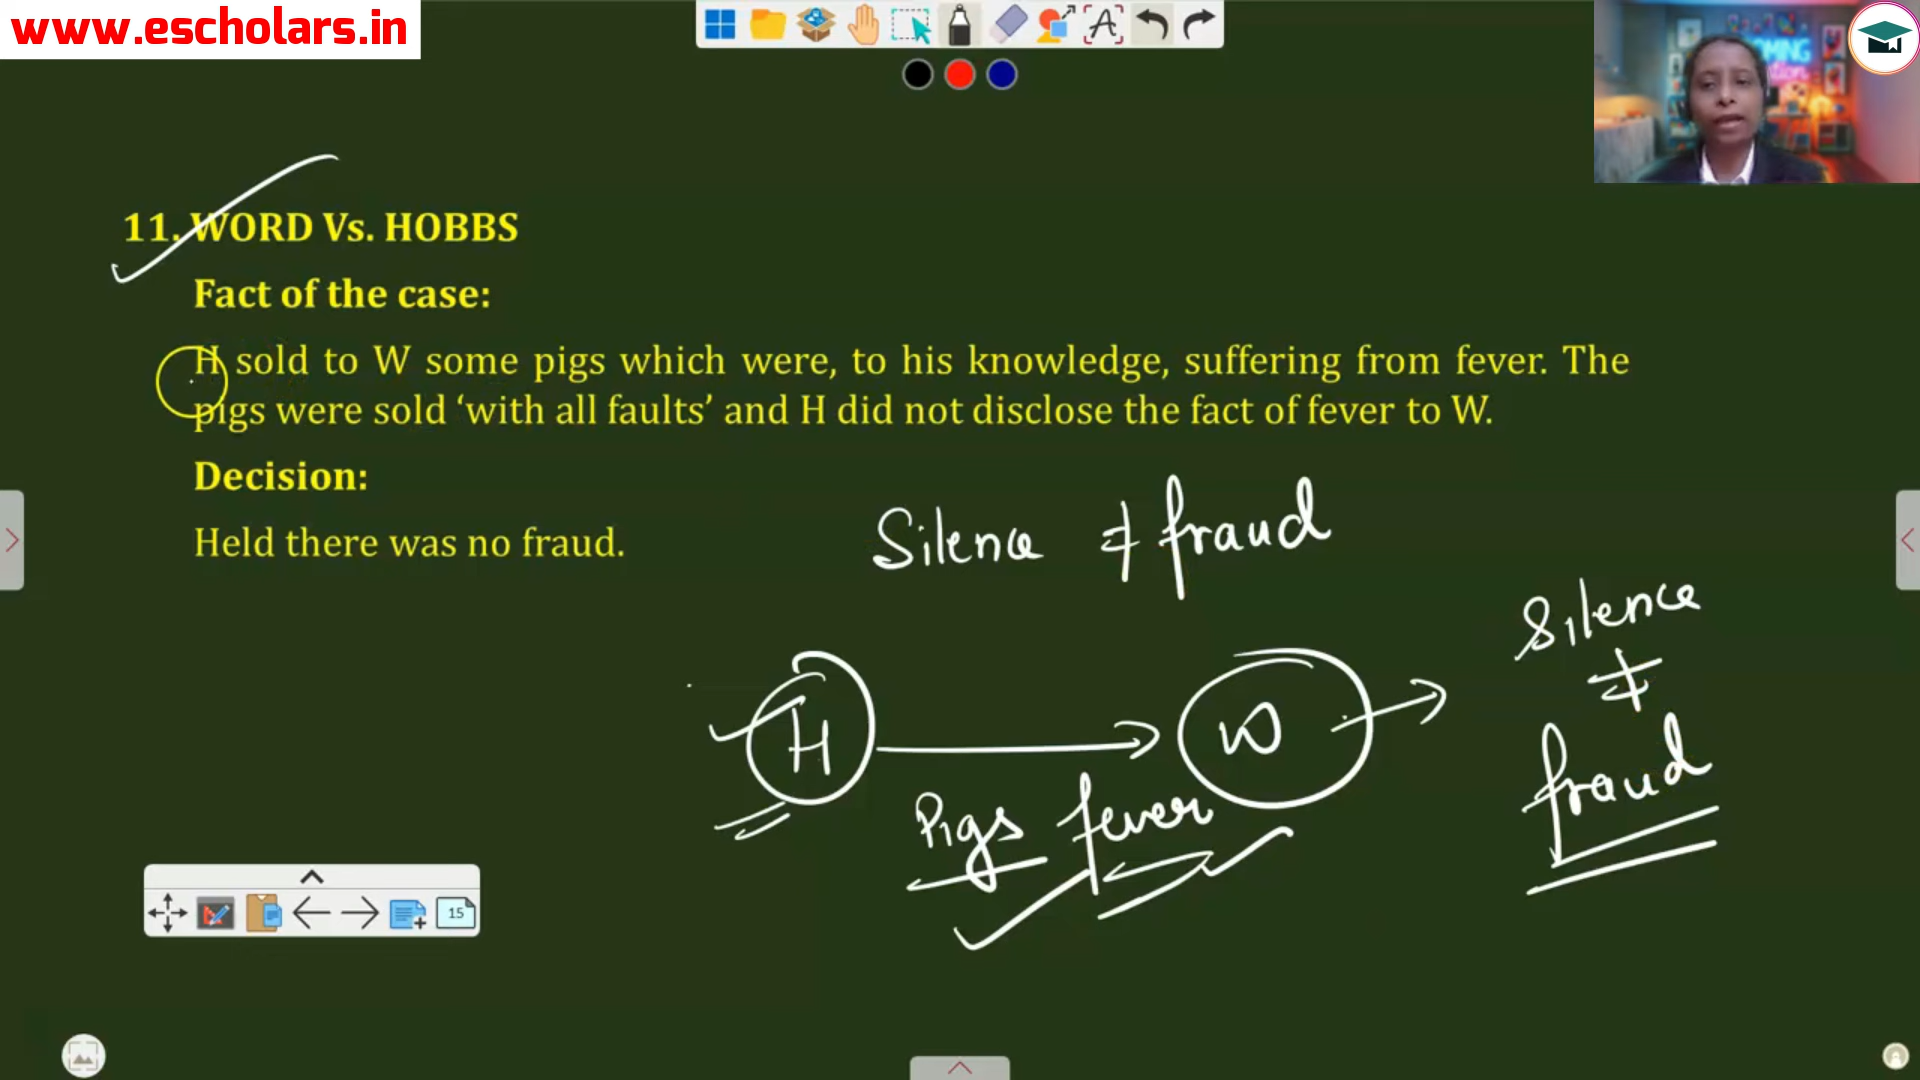 www.escholars.in
11. WORD Vs. HOBBS
Fact of the case:
H sold to W some pigs which were, to his knowledge, suffering from fever. The
pigs were sold ‘with all faults’ and H did not disclose the fact of fever to W.
Decision:
Held there was no fraud.
Silence ≠ fraud
Silence
≠
fraud
H
W
Pigs fever
15